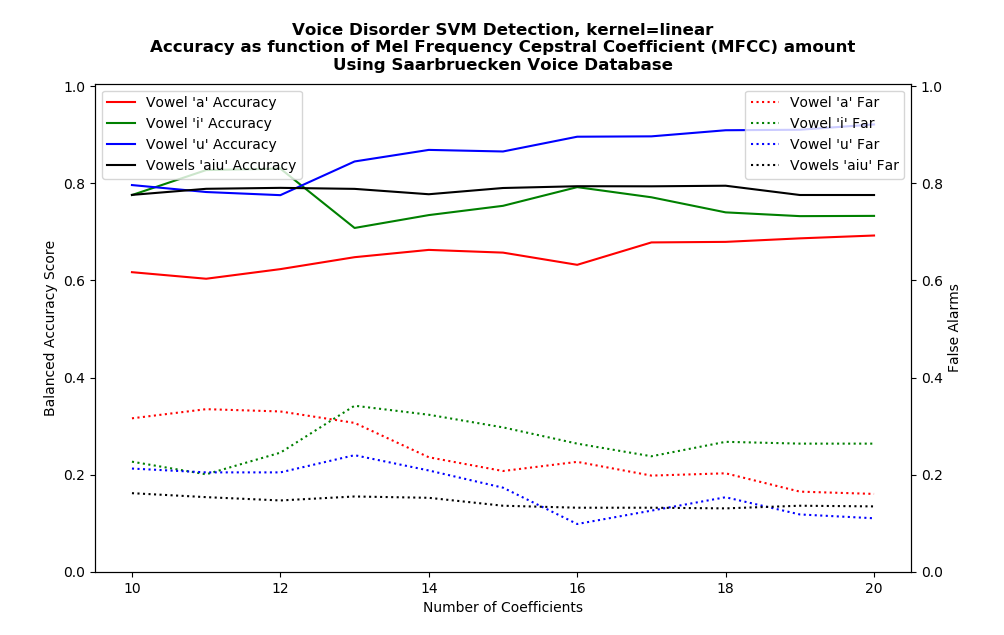 Voice Disorder SVM Detection, kernel=linear
Accuracy as function of Mel Frequency Cepstral Coefficient (MFCC) amount
Using Saarbruecken Voice Database
Vowel 'a' Accuracy
Vowel 'i' Accuracy
Vowel 'u' Accuracy
Vowels 'aiu' Accuracy
Vowel 'a' Far
Vowel 'i' Far
Vowel 'u' Far
Vowels 'aiu' Far
Balanced Accuracy Score
1.0
0.8
0.6
0.4
0.2
0.0
1.0
0.8
0.6
0.4
0.2
0.0
False Alarms
10 12 14 16 18 20
Number of Coefficients